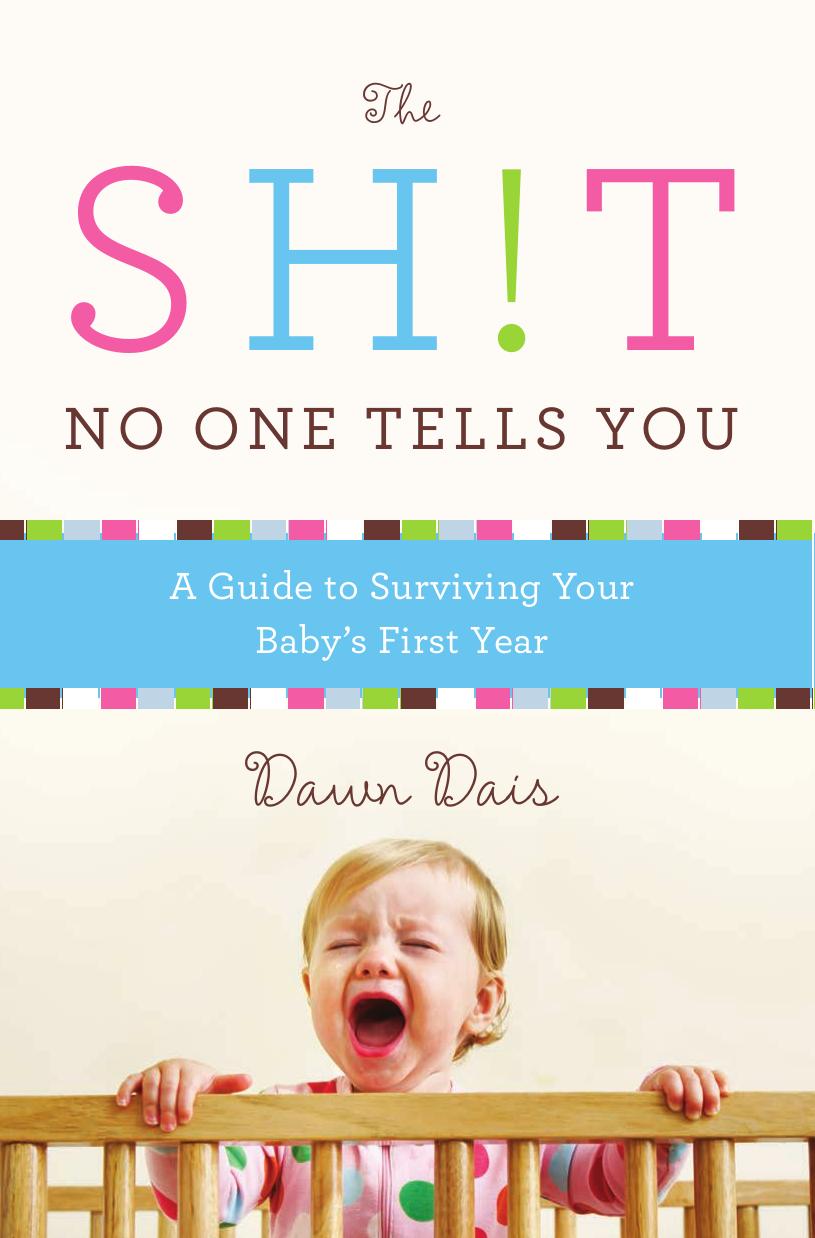 The
SH!T
NO ONE TELLS YOU
A Guide to Surviving Your
Baby's First Year
Dawn Dais